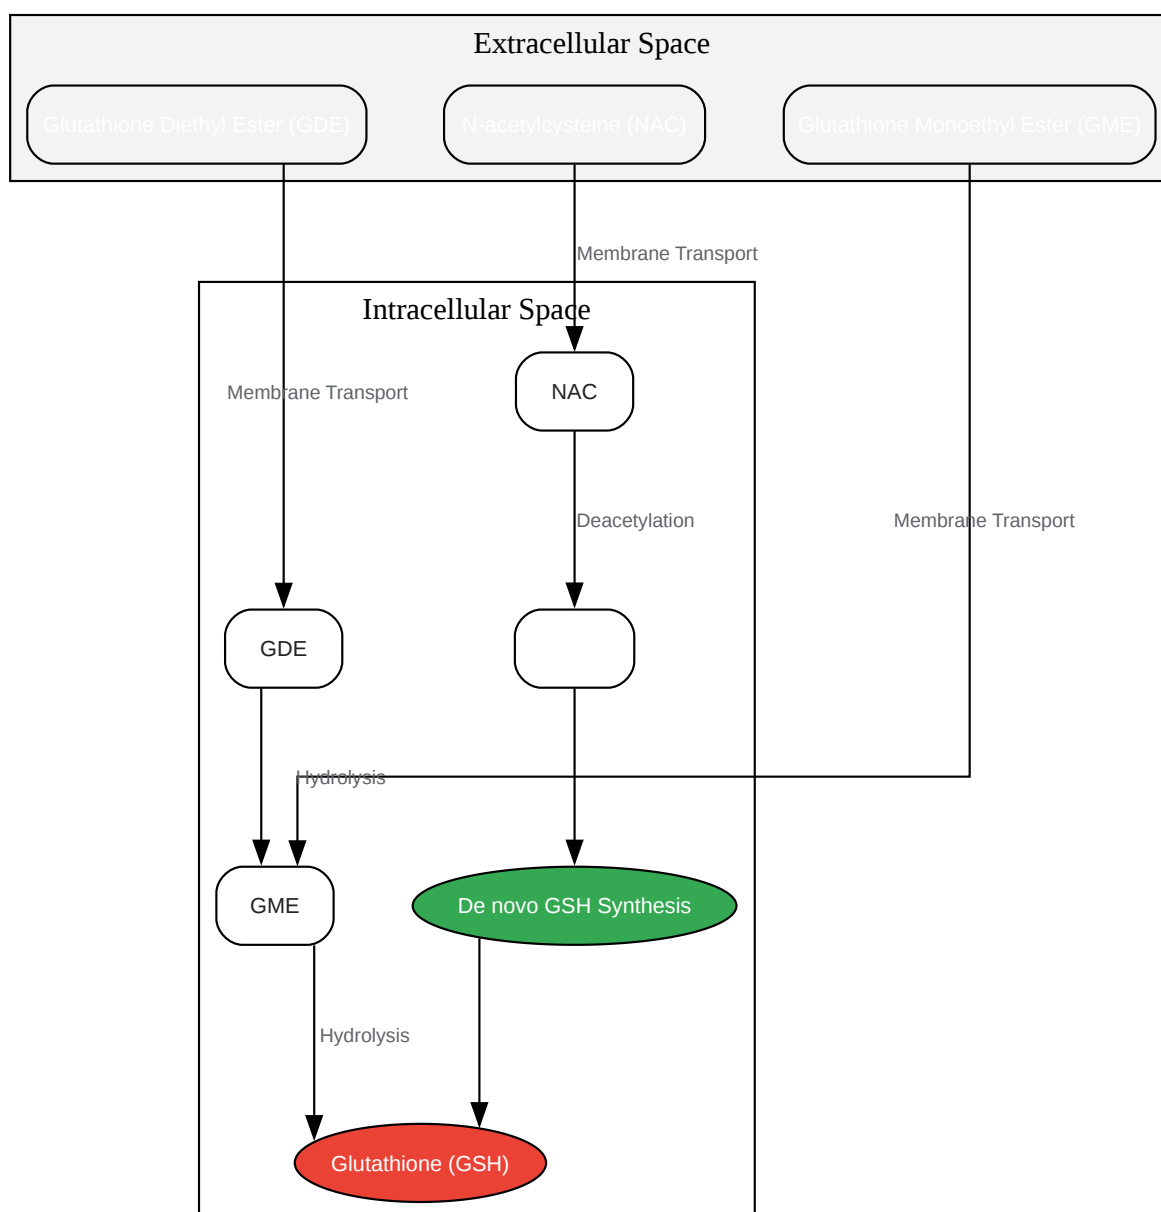 Extracellular Space
Glutathione Diethyl Ester (GDE)
N-acetylcysteine (NAC)
Glutathione Monoethyl Ester (GME)
Membrane Transport
Intracellular Space
NAC
Membrane Transport
Deacetylation
Membrane Transport
GDE
Hydrolysis
GME
De novo GSH Synthesis
Hydrolysis
Glutathione (GSH)